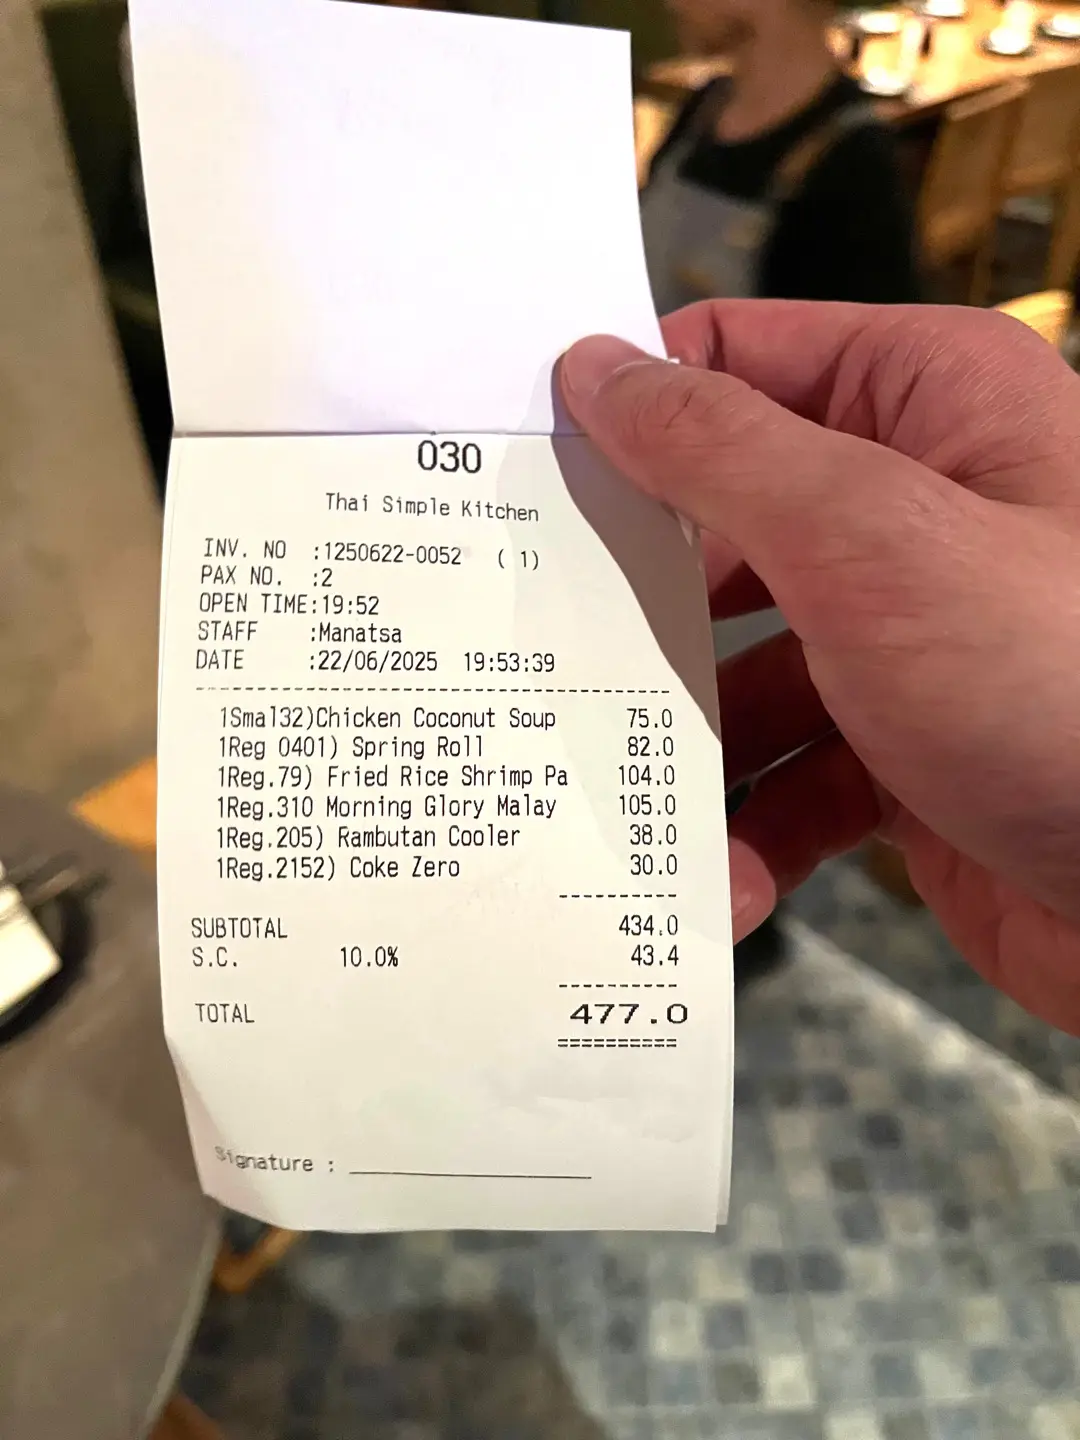 030
Thai Simple Kitchen
INV. NO :1250622-0052 ( 1)
PAX NO. :2
OPEN TIME:19:52
STAFF :Manatsa
DATE :22/06/2025 19:53:39
1Smal32)Chicken Coconut Soup 75.0
1Reg 0401) Spring Roll 82.0
1Reg.79) Fried Rice Shrimp Pa 104.0
1Reg.310 Morning Glory Malay 105.0
1Reg.205) Rambutan Cooler 38.0
1Reg.2152) Coke Zero 30.0
SUBTOTAL 434.0
S.C. 10.0% 43.4
TOTAL 477.0
Signature :